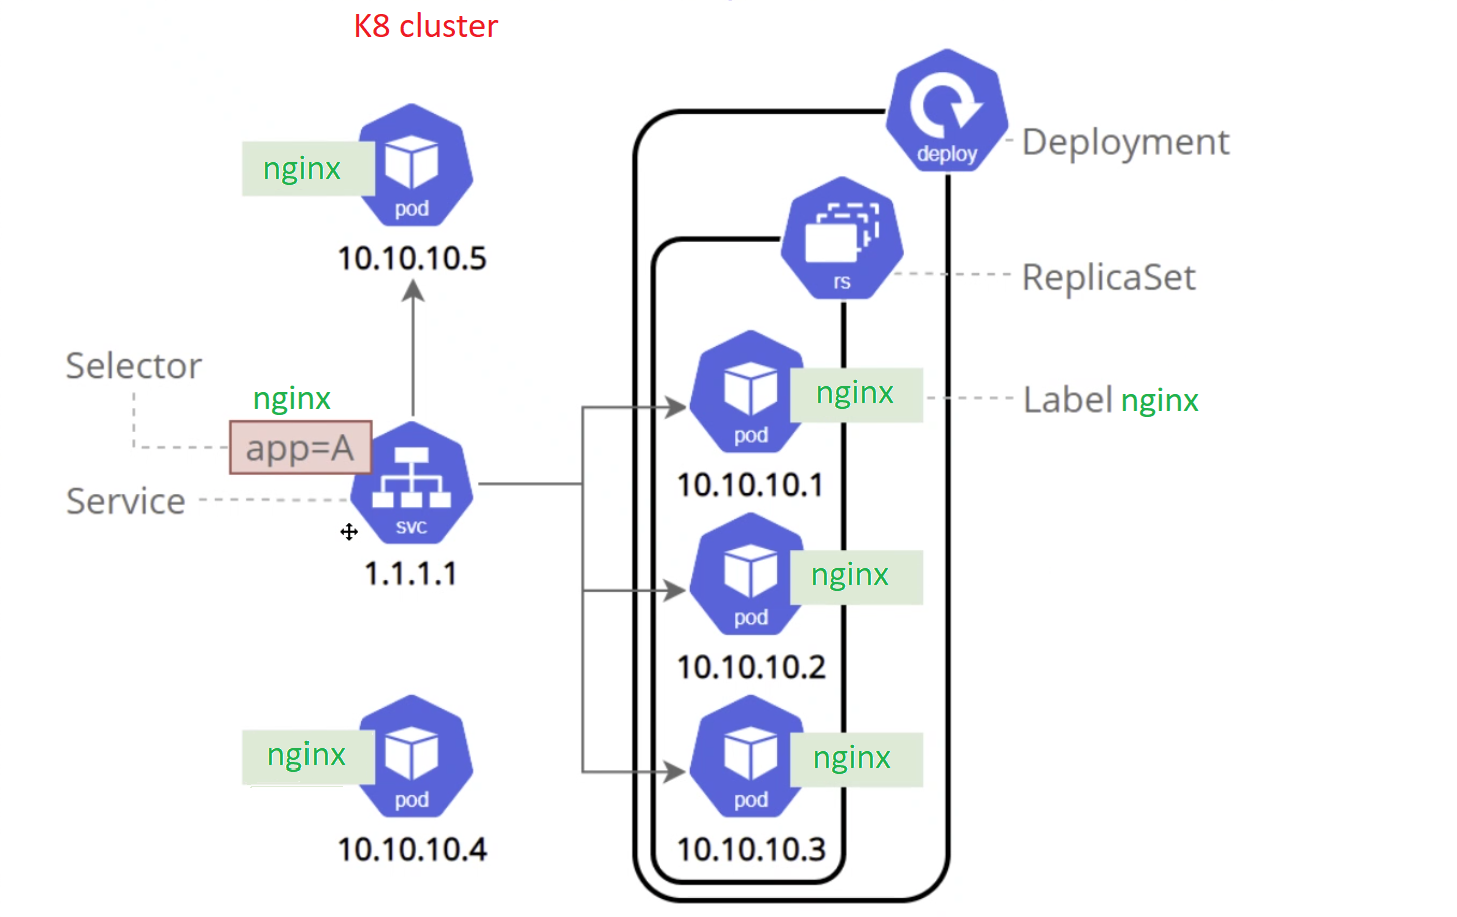 K8 cluster
deploy
Deployment
nginx
pod
10.10.10.5
rs
ReplicaSet
Selector
nginx
app=A
Service
svc
1.1.1.1
nginx
pod
10.10.10.1
Label nginx
nginx
pod
10.10.10.2
nginx
pod
10.10.10.4
nginx
pod
10.10.10.3